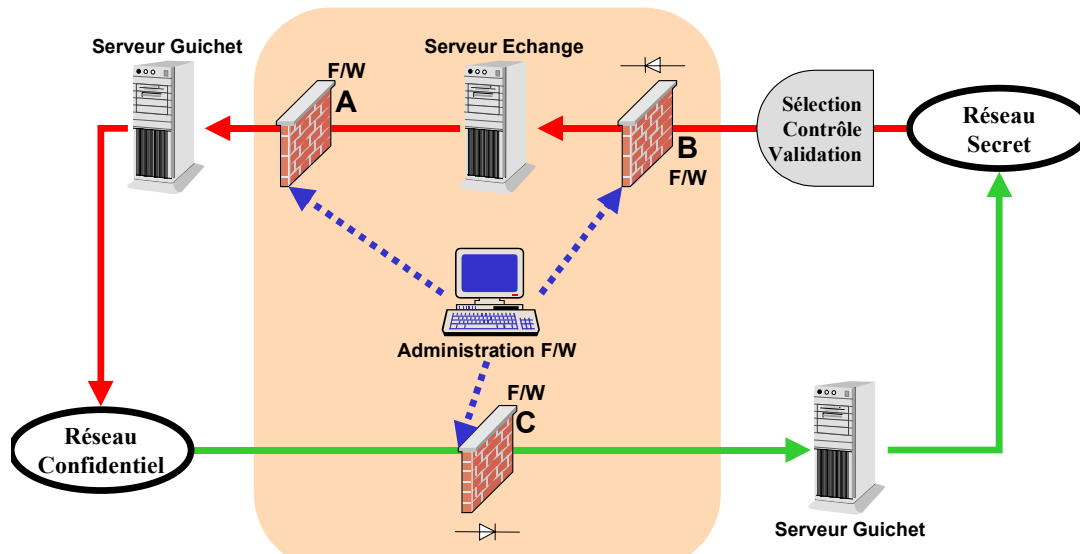 Serveur Guichet
Serveur Echange
F/W
A
B
F/W
Sélection
Contrôle
Validation
Réseau
Secret
Administration F/W
F/W
C
Réseau
Confidentiel
Serveur Guichet